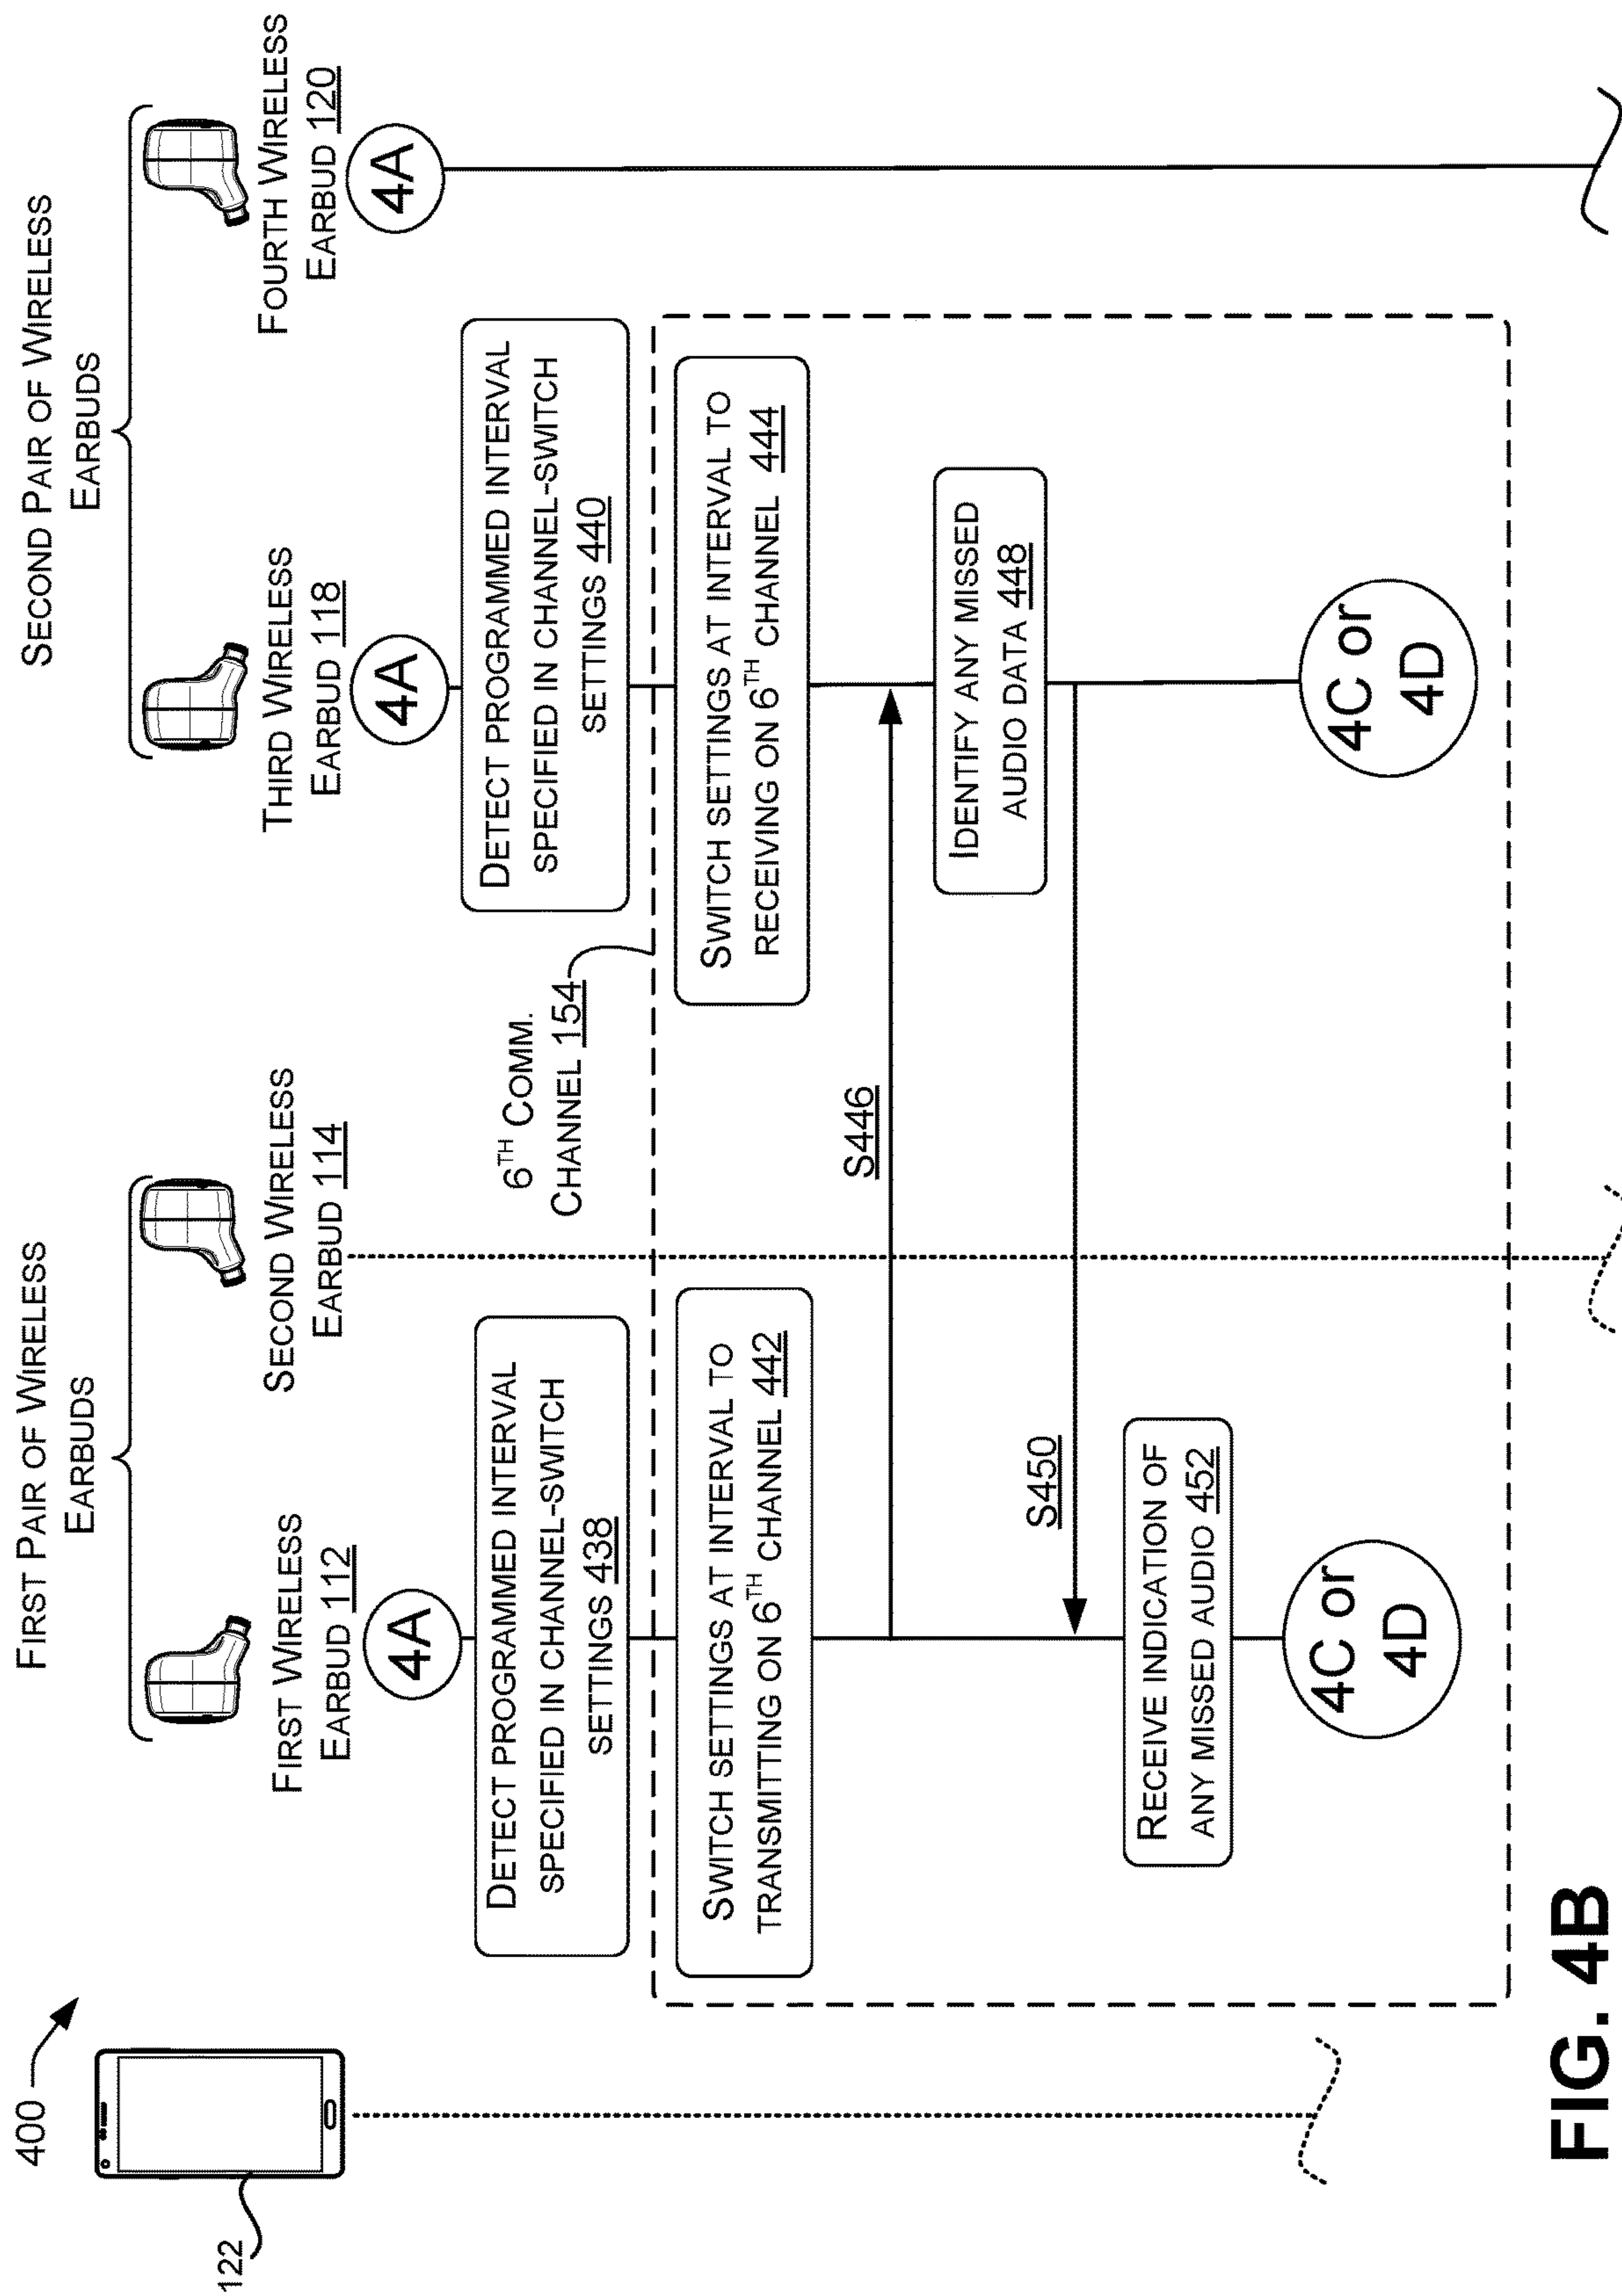 400
122
FIRST PAIR OF WIRELESS
EARBUDS
SECOND PAIR OF WIRELESS
EARBUDS
FIRST WIRELESS
EARBUD 112
SECOND WIRELESS
EARBUD 114
THIRD WIRELESS
EARBUD 118
FOURTH WIRELESS
EARBUD 120
4A
4A
4A
DETECT PROGRAMMED INTERVAL
SPECIFIED IN CHANNEL-SWITCH
SETTINGS 438
6TH COMM.
CHANNEL 154
DETECT PROGRAMMED INTERVAL
SPECIFIED IN CHANNEL-SWITCH
SETTINGS 440
SWITCH SETTINGS AT INTERVAL TO
TRANSMITTING ON 6TH CHANNEL 442
SWITCH SETTINGS AT INTERVAL TO
RECEIVING ON 6TH CHANNEL 444
S446
IDENTIFY ANY MISSED
AUDIO DATA 448
S450
RECEIVE INDICATION OF
ANY MISSED AUDIO 452
4C or
4D
4C or
4D
FIG. 4B